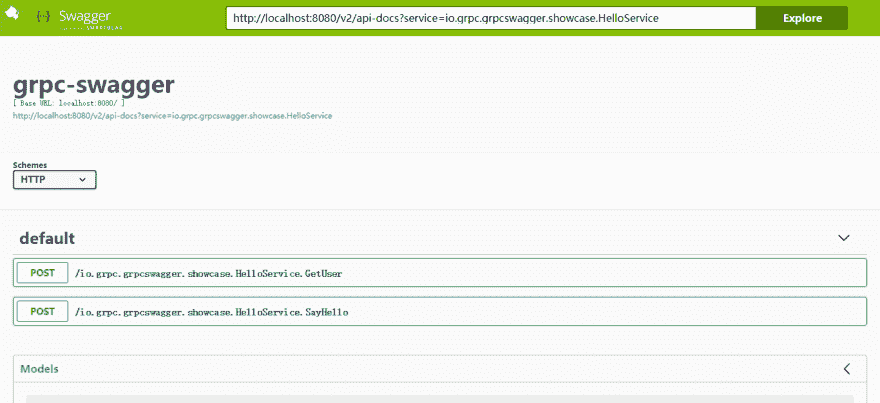 {··} Swagger
http://localhost:8080/v2/api-docs?service=io.grpc.grpcswagger.showcase.HelloService
Explore
grpc-swagger
[ Base URL: localhost:8080/ ]
http://localhost:8080/v2/api-docs?service=io.grpc.grpcswagger.showcase.HelloService
Schemes
HTTP
default
POST /io.grpc.grpcswagger.showcase.HelloService.GetUser
POST /io.grpc.grpcswagger.showcase.HelloService.SayHello
Models